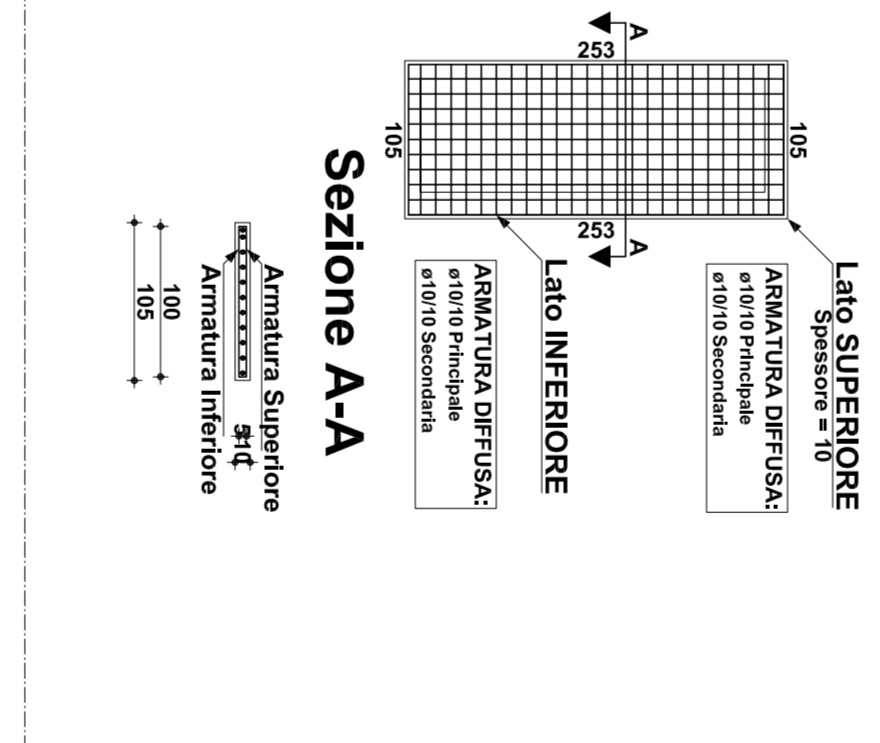 Lato SUPERIORE
Spessore = 10
ARMATURA DIFFUSA:
ø10/10 Principale
ø10/10 Secondaria
105
A
253
253
A
105
Lato INFERIORE
ARMATURA DIFFUSA:
ø10/10 Principale
ø10/10 Secondaria
Sezione A-A
Armatura Superiore
510
Armatura Inferiore
100
105